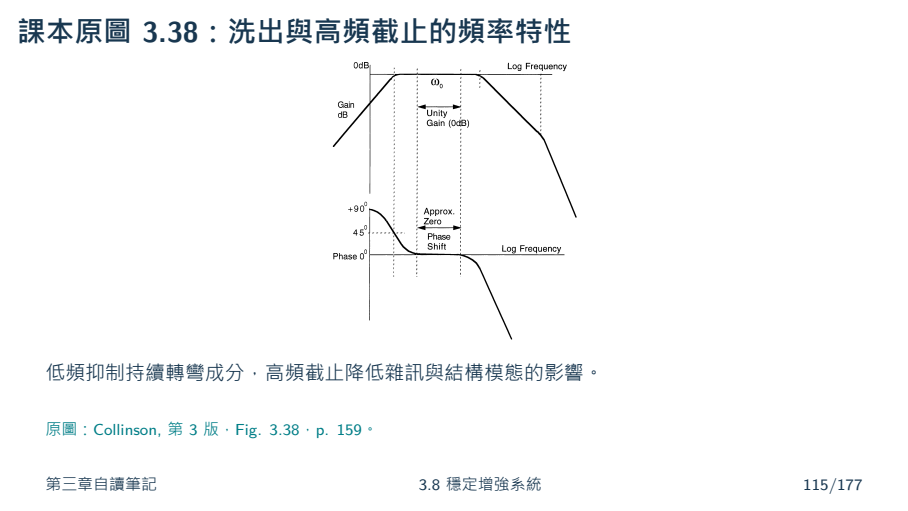 課本原圖 3.38：洗出與高頻截止的頻率特性
0dB
Log Frequency
ω₀
Gain
dB
Unity
Gain (0dB)
+90⁰
Approx.
Zero
45⁰
Phase
Shift
Phase 0⁰
Log Frequency
低頻抑制持續轉彎成分，高頻截止降低雜訊與結構模態的影響。
原圖：Collinson, 第 3 版，Fig. 3.38，p. 159。
第三章自讀筆記
3.8 穩定增強系統
115/177